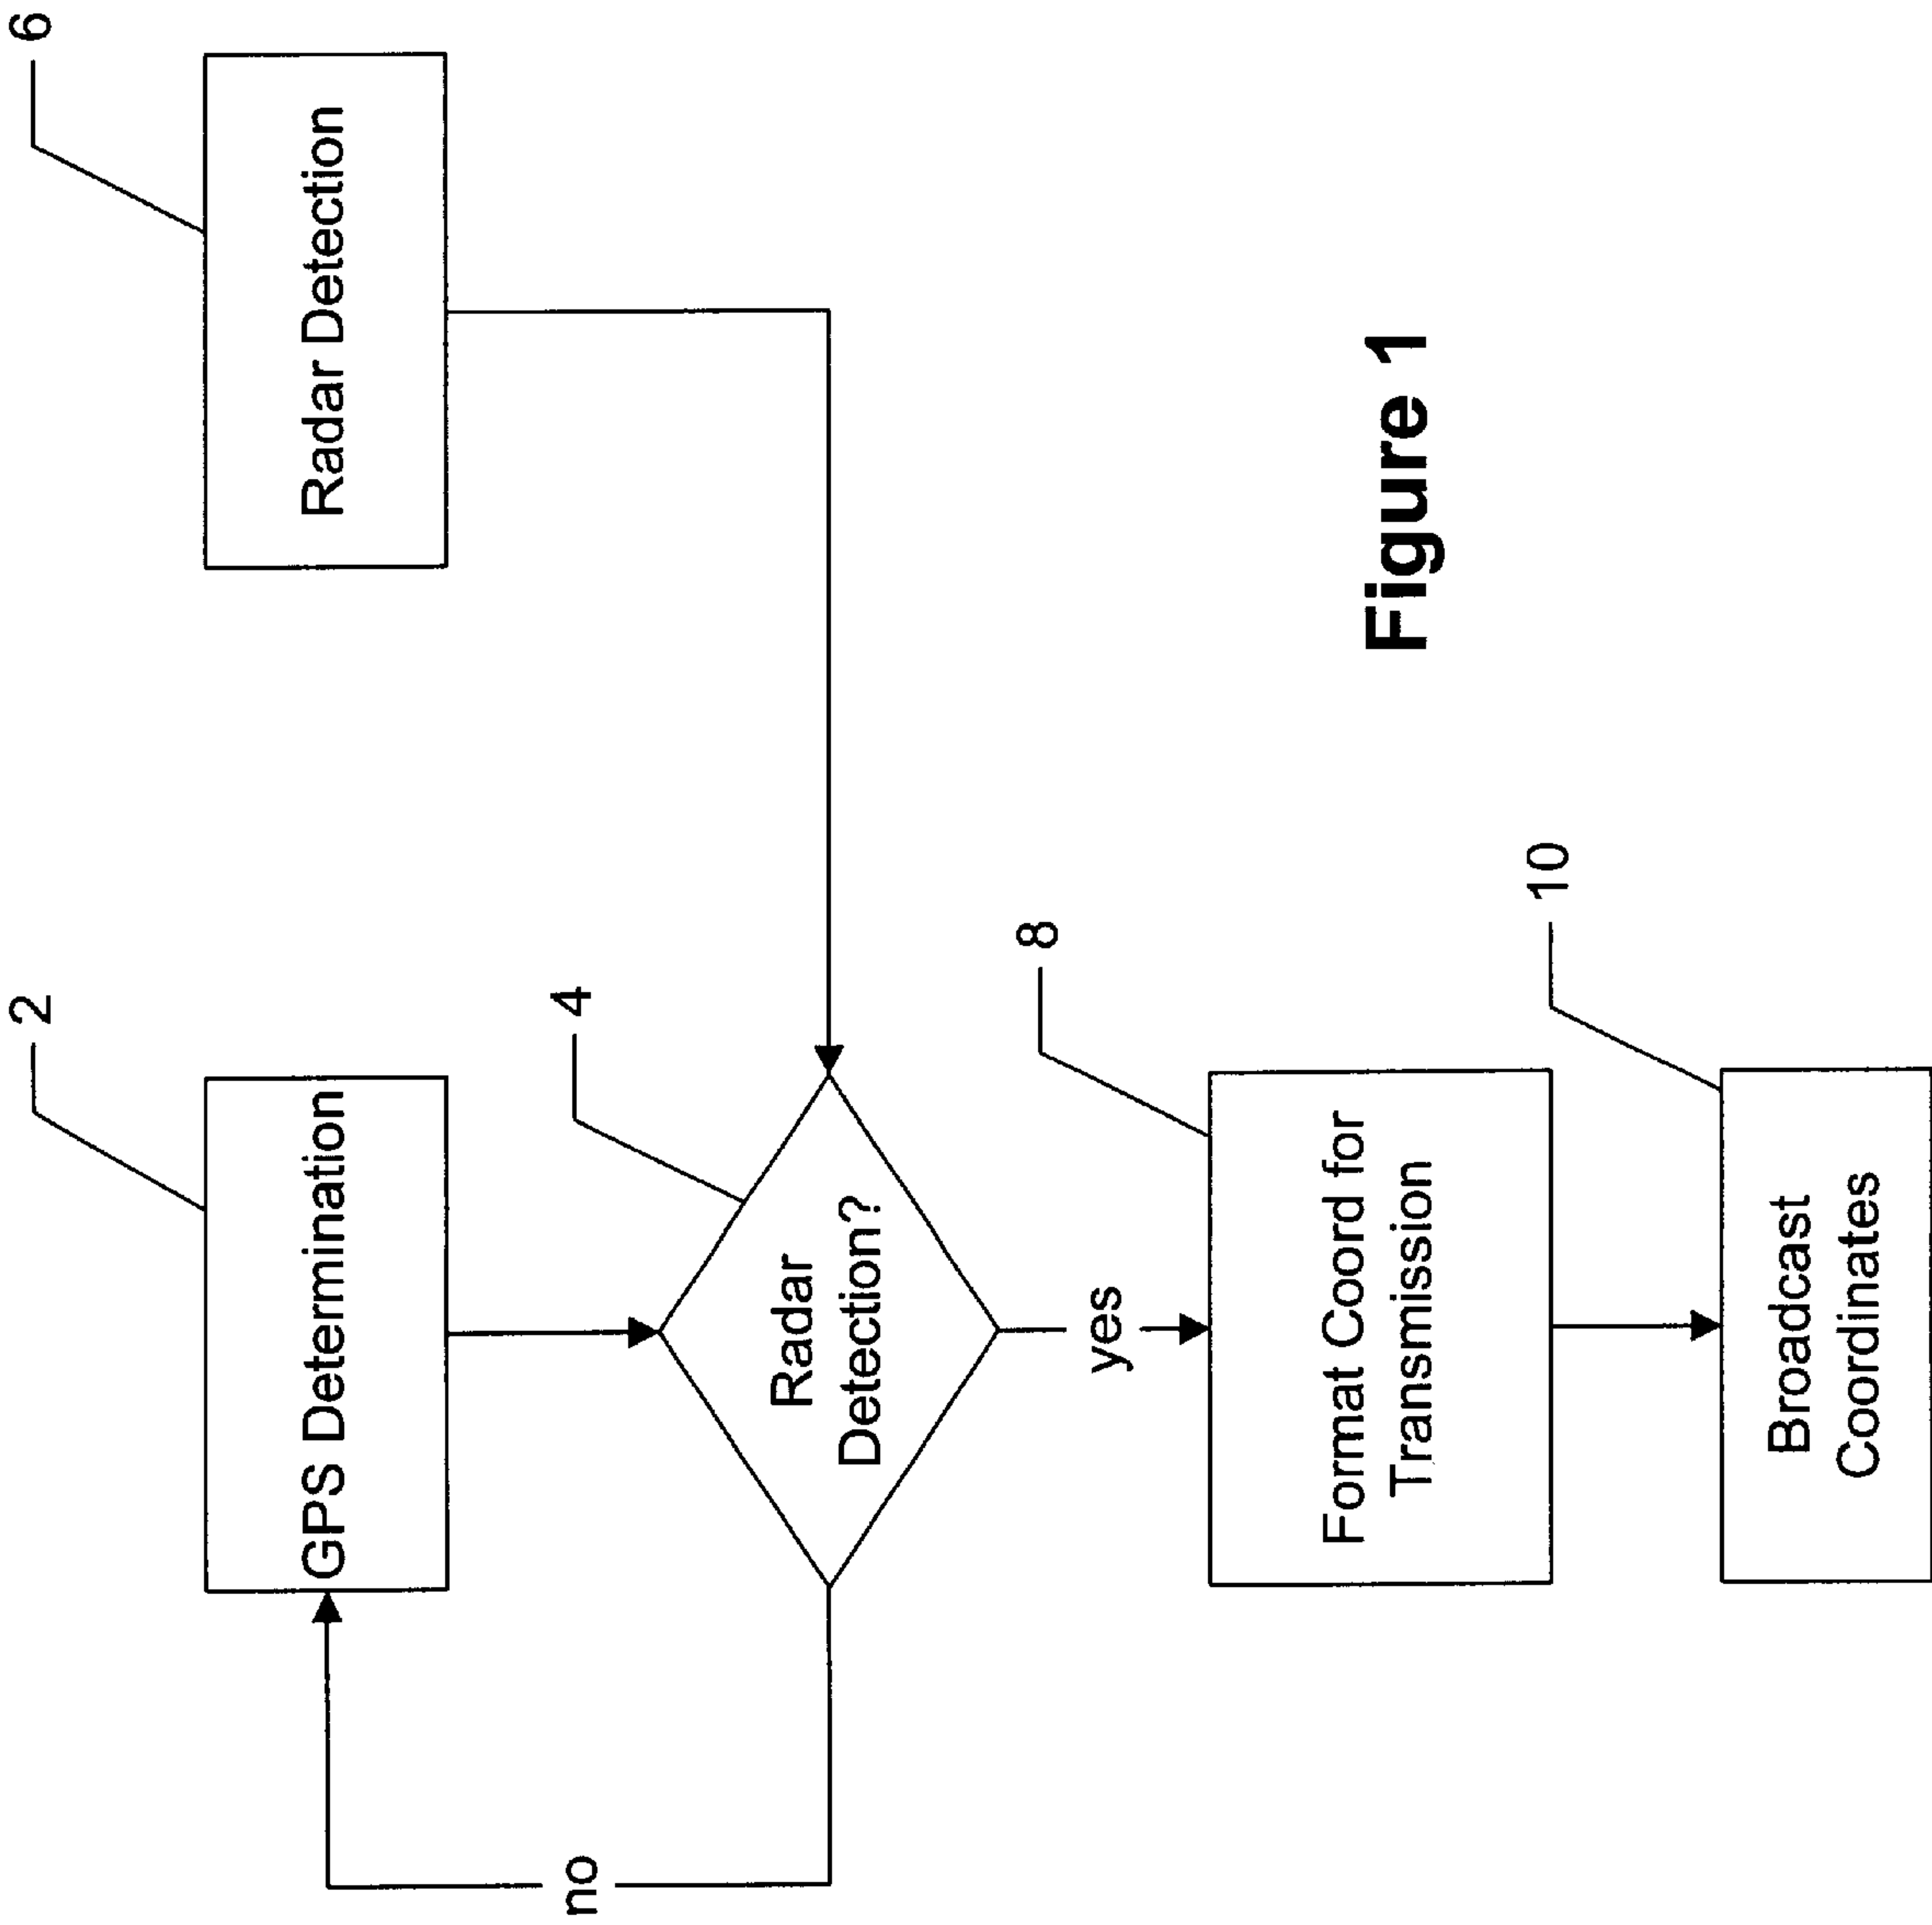 2
6
GPS Determination
Radar Detection
4
no
Radar
Detection?
yes
8
Format Coord for
Transmission
Figure 1
10
Broadcast
Coordinates